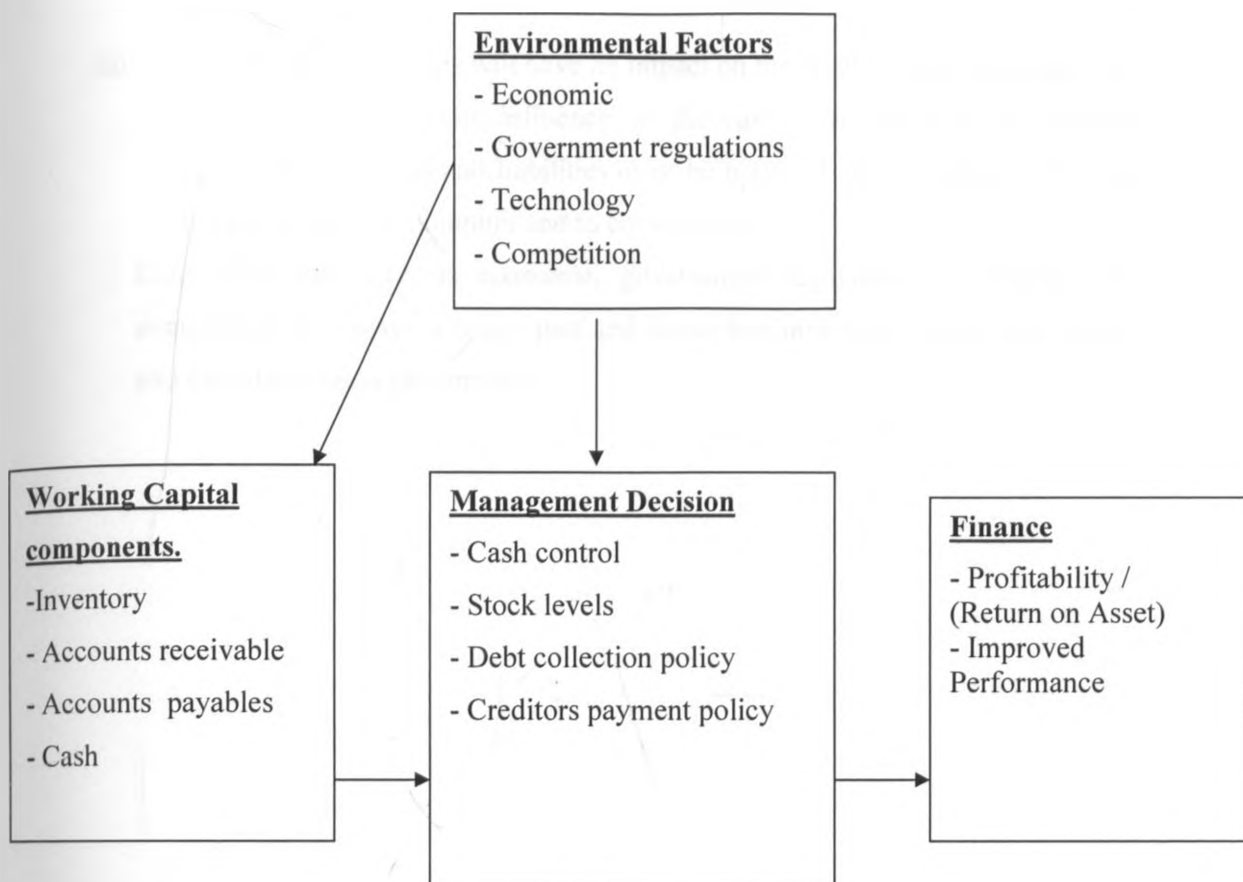 Environmental Factors
- Economic
- Government regulations
- Technology
- Competition
Working Capital
components.
-Inventory
- Accounts receivable
- Accounts payables
- Cash
Management Decision
- Cash control
- Stock levels
- Debt collection policy
- Creditors payment policy
Finance
- Profitability /
(Return on Asset)
- Improved
Performance